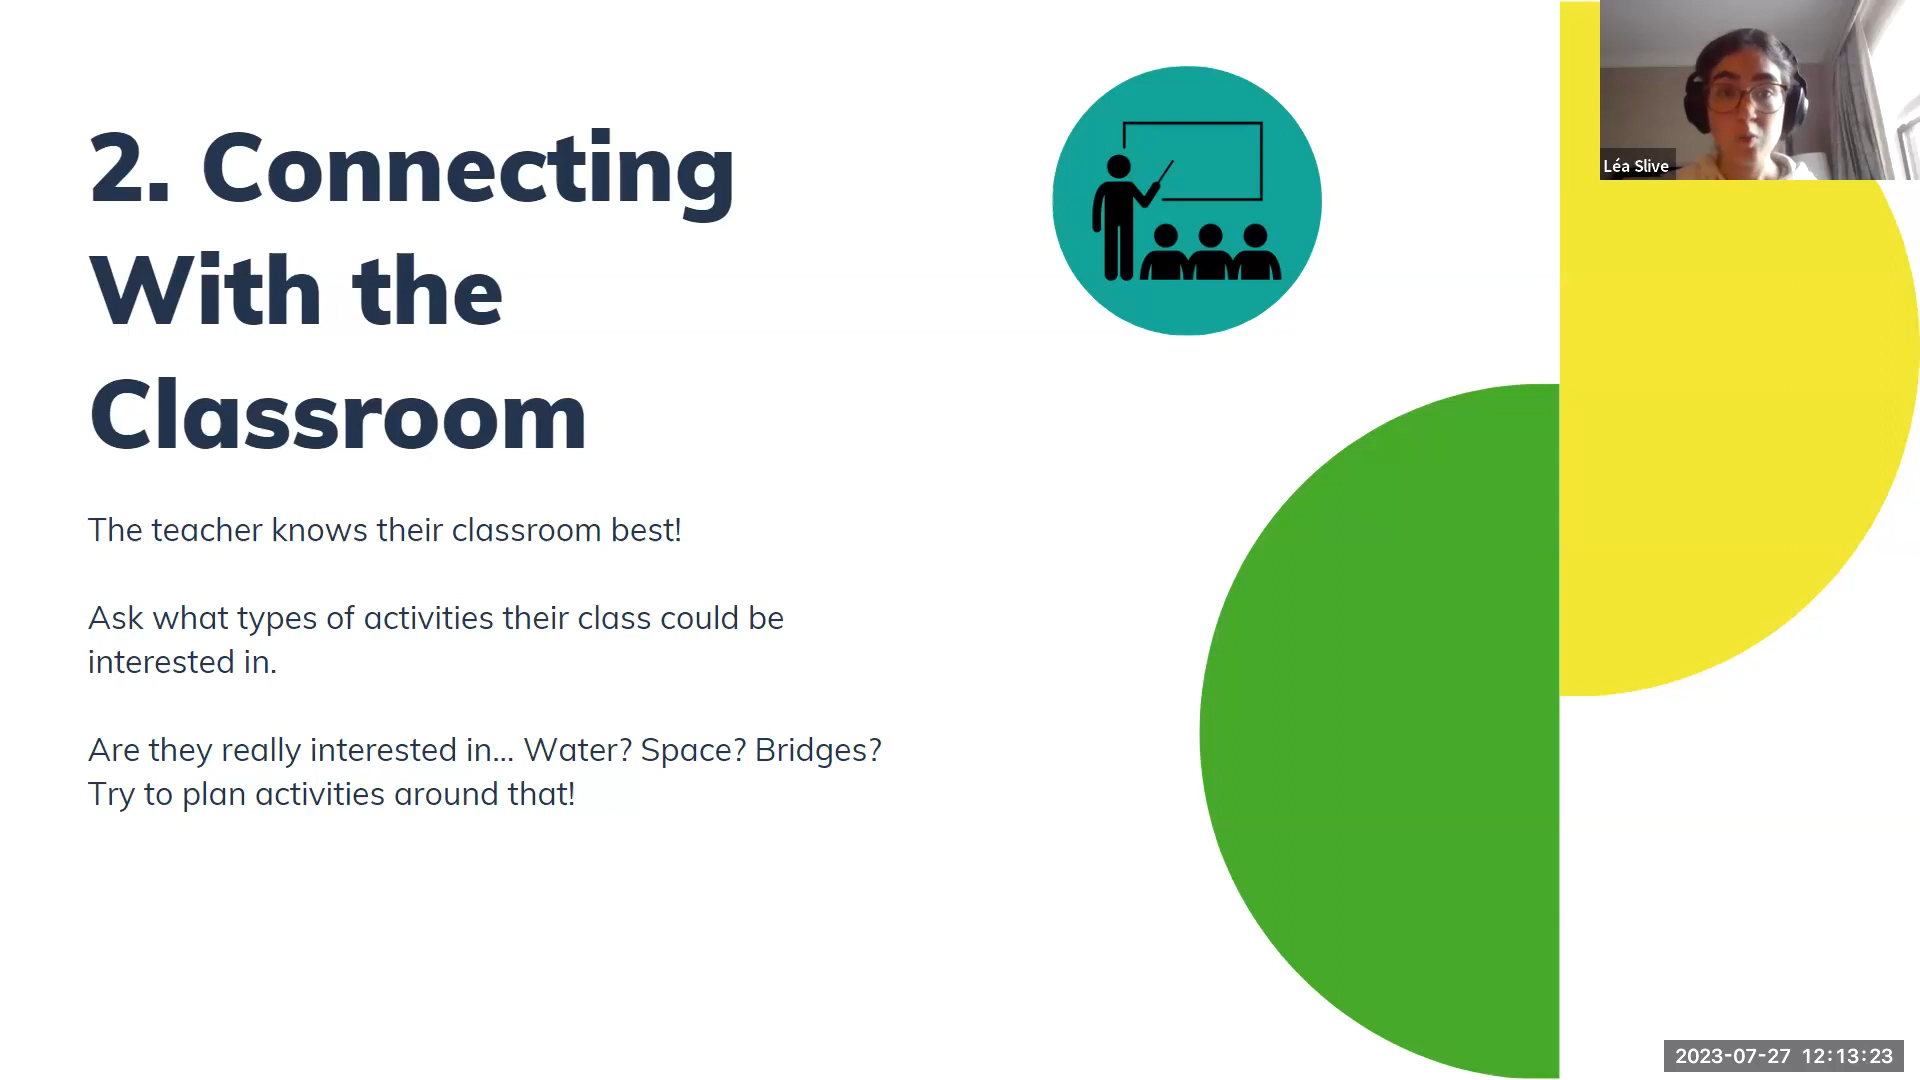 2. Connecting
With the
Classroom
The teacher knows their classroom best!
Ask what types of activities their class could be
interested in.
Are they really interested in... Water? Space? Bridges?
Try to plan activities around that!
Léa Slive
2023-07-27 12:13:23